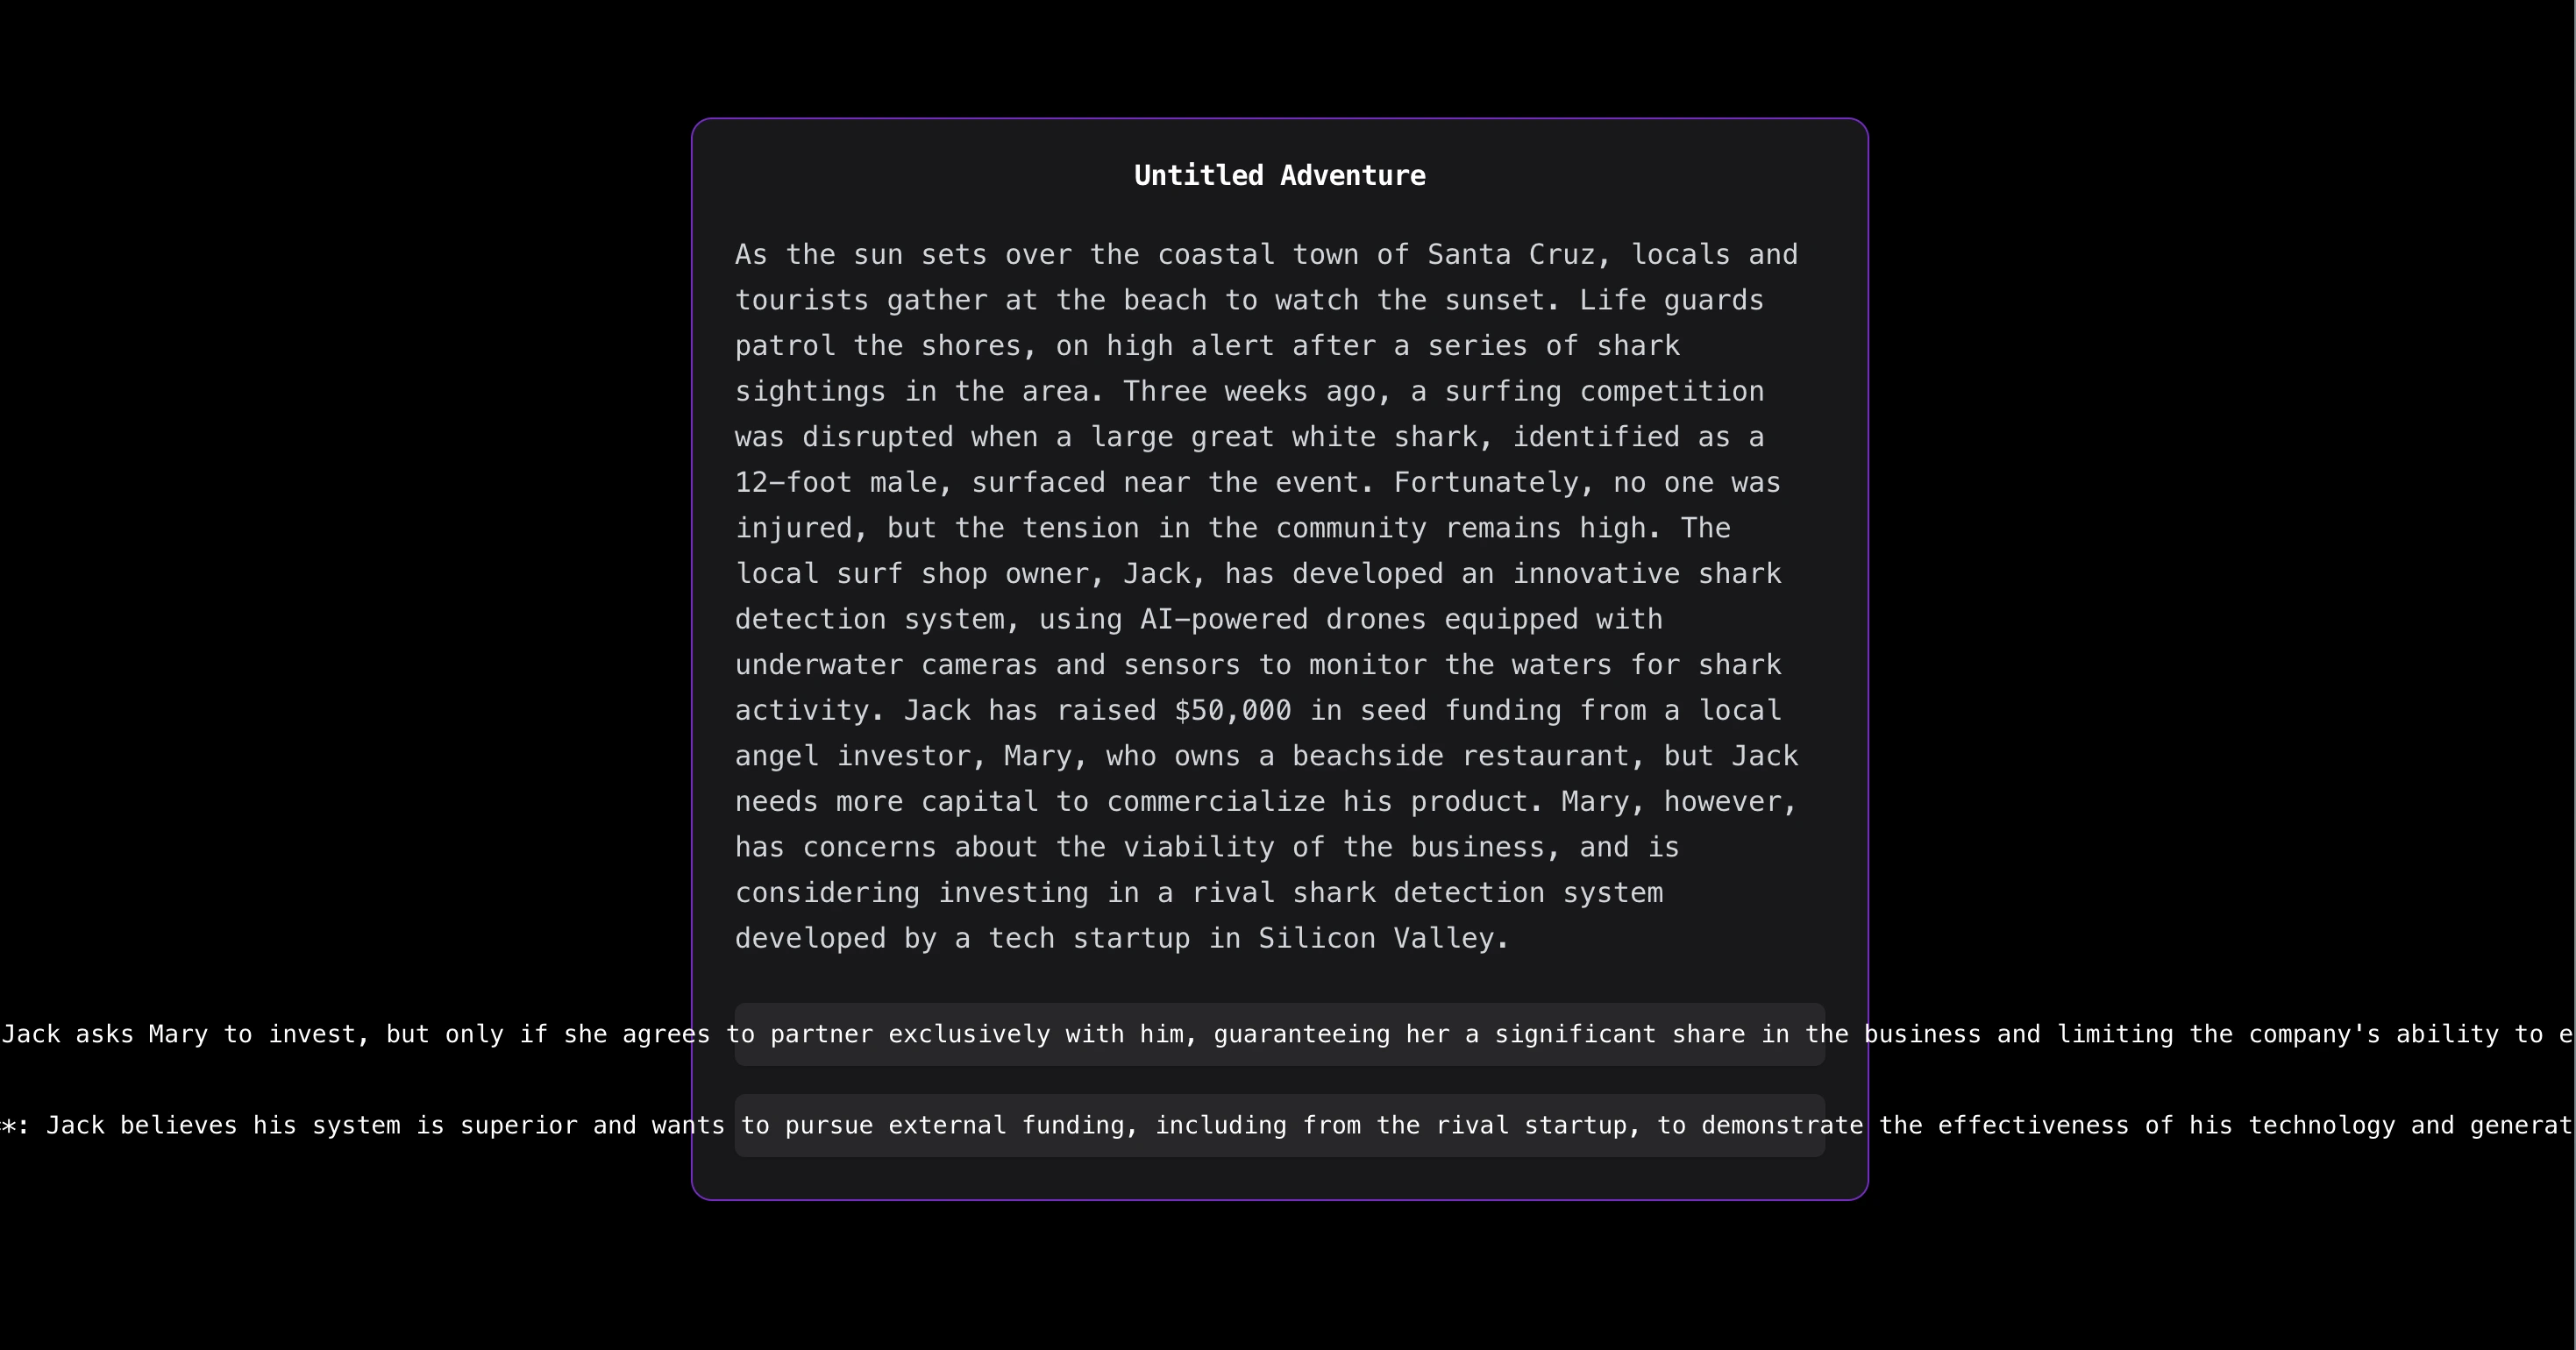 Untitled Adventure
As the sun sets over the coastal town of Santa Cruz, locals and
tourists gather at the beach to watch the sunset. Life guards
patrol the shores, on high alert after a series of shark
sightings in the area. Three weeks ago, a surfing competition
was disrupted when a large great white shark, identified as a
12-foot male, surfaced near the event. Fortunately, no one was
injured, but the tension in the community remains high. The
local surf shop owner, Jack, has developed an innovative shark
detection system, using AI-powered drones equipped with
underwater cameras and sensors to monitor the waters for shark
activity. Jack has raised $50,000 in seed funding from a local
angel investor, Mary, who owns a beachside restaurant, but Jack
needs more capital to commercialize his product. Mary, however,
has concerns about the viability of the business, and is
considering investing in a rival shark detection system
developed by a tech startup in Silicon Valley.
Jack asks Mary to invest, but only if she agrees to partner exclusively with him, guaranteeing her a significant share in the business and limiting the company's ability to e
*: Jack believes his system is superior and wants to pursue external funding, including from the rival startup, to demonstrate the effectiveness of his technology and generat